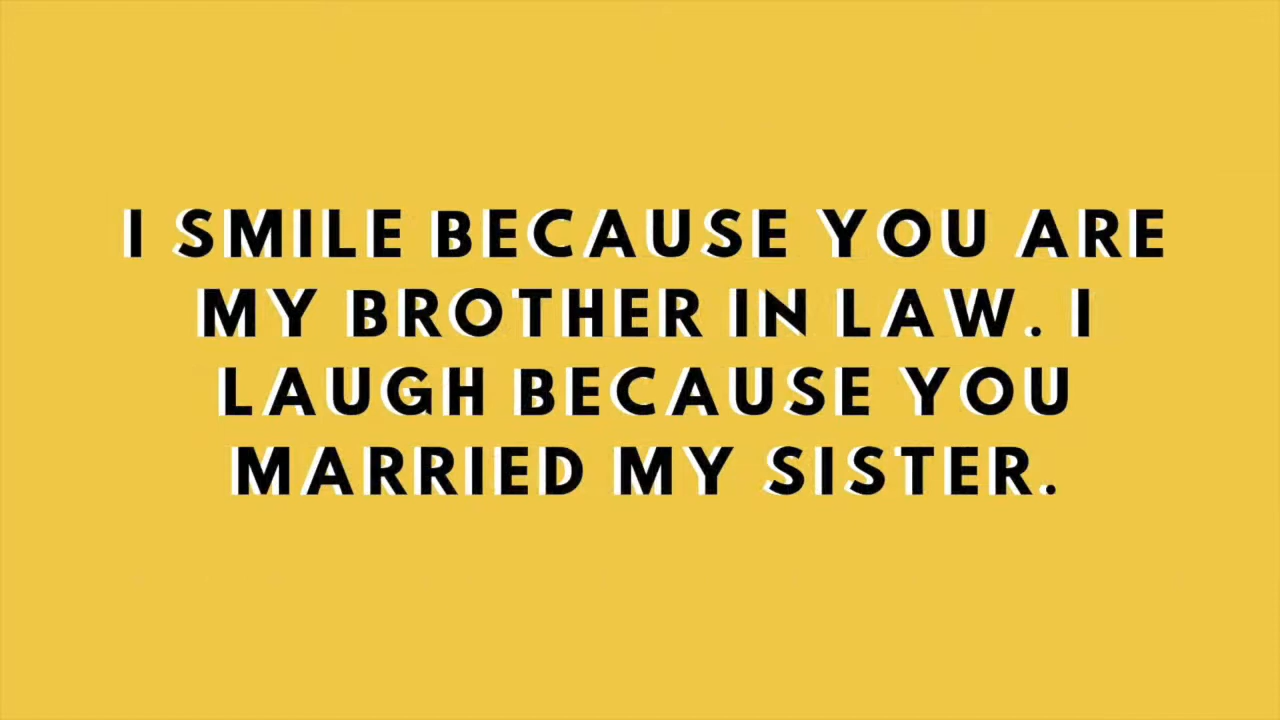 I SMILE BECAUSE YOU ARE
MY BROTHER IN LAW. I
LAUGH BECAUSE YOU
MARRIED MY SISTER.